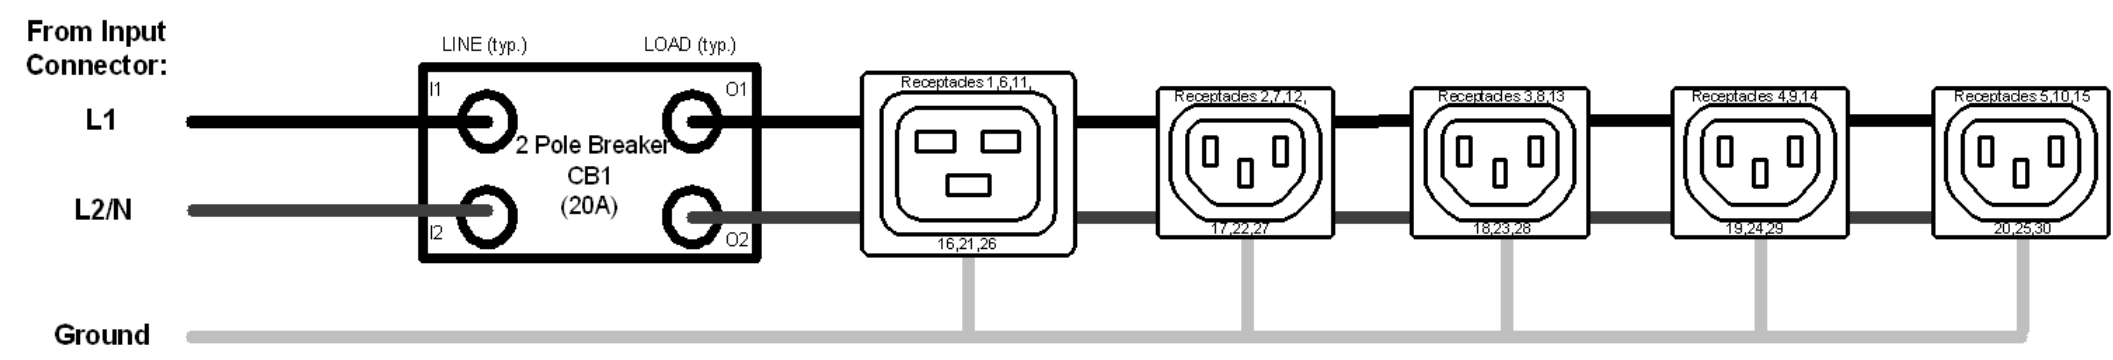 From Input
Connector:
LINE (typ.)
LOAD (typ.)
I1
O1
L1
2 Pole Breaker
CB1
(20A)
L2/N
I2
O2
Receptacles 1,6,11,
16,21,26
Receptacles 2,7,12,
17,22,27
Receptacles 3,8,13
18,23,28
Receptacles 4,9,14
19,24,29
Receptacles 5,10,15
20,25,30
Ground